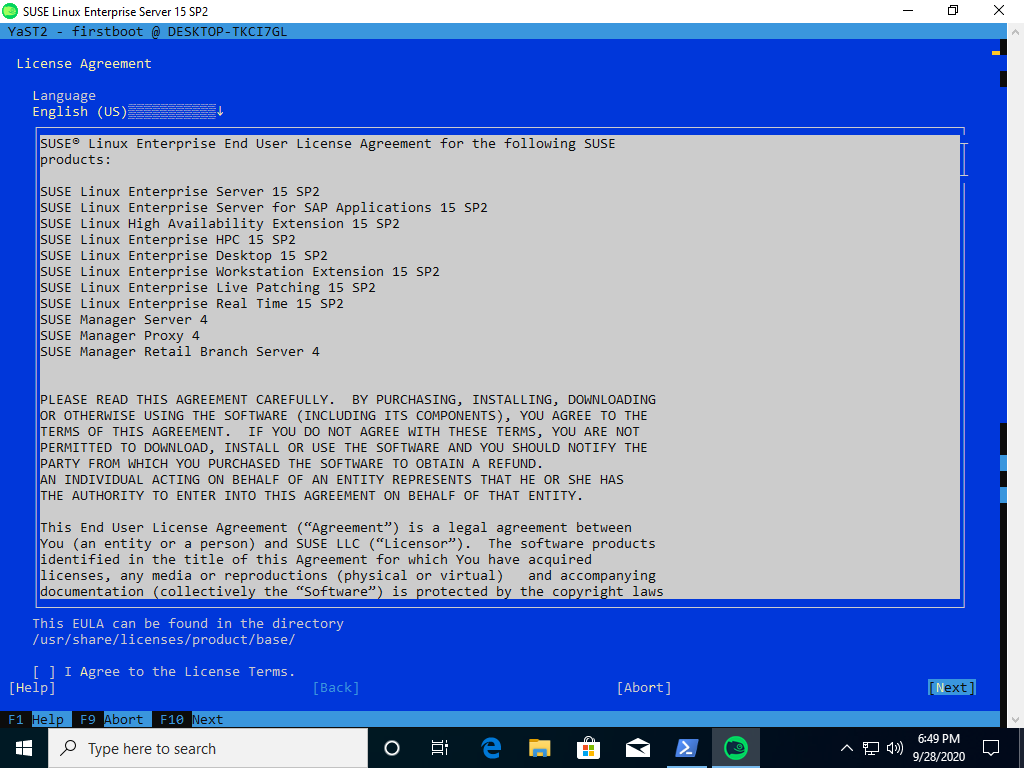 SUSE Linux Enterprise Server 15 SP2
YaST2 - firstboot @ DESKTOP-TKCI7GL
License Agreement
Language
English (US)
SUSE® Linux Enterprise End User License Agreement for the following SUSE
products:
SUSE Linux Enterprise Server 15 SP2
SUSE Linux Enterprise Server for SAP Applications 15 SP2
SUSE Linux High Availability Extension 15 SP2
SUSE Linux Enterprise HPC 15 SP2
SUSE Linux Enterprise Desktop 15 SP2
SUSE Linux Enterprise Workstation Extension 15 SP2
SUSE Linux Enterprise Live Patching 15 SP2
SUSE Linux Enterprise Real Time 15 SP2
SUSE Manager Server 4
SUSE Manager Proxy 4
SUSE Manager Retail Branch Server 4
PLEASE READ THIS AGREEMENT CAREFULLY.  BY PURCHASING, INSTALLING, DOWNLOADING
OR OTHERWISE USING THE SOFTWARE (INCLUDING ITS COMPONENTS), YOU AGREE TO THE
TERMS OF THIS AGREEMENT.  IF YOU DO NOT AGREE WITH THESE TERMS, YOU ARE NOT
PERMITTED TO DOWNLOAD, INSTALL OR USE THE SOFTWARE AND YOU SHOULD NOTIFY THE
PARTY FROM WHICH YOU PURCHASED THE SOFTWARE TO OBTAIN A REFUND.
AN INDIVIDUAL ACTING ON BEHALF OF AN ENTITY REPRESENTS THAT HE OR SHE HAS
THE AUTHORITY TO ENTER INTO THIS AGREEMENT ON BEHALF OF THAT ENTITY.
This End User License Agreement (“Agreement”) is a legal agreement between
You (an entity or a person) and SUSE LLC (“Licensor”).  The software products
identified in the title of this Agreement for which You have acquired
licenses, any media or reproductions (physical or virtual)   and accompanying
documentation (collectively the “Software”) is protected by the copyright laws
This EULA can be found in the directory
/usr/share/licenses/product/base/
[ ] I Agree to the License Terms.
[Help] [Back] [Abort] [Next]
F1 Help F9 Abort F10 Next
Type here to search
6:49 PM
9/28/2020